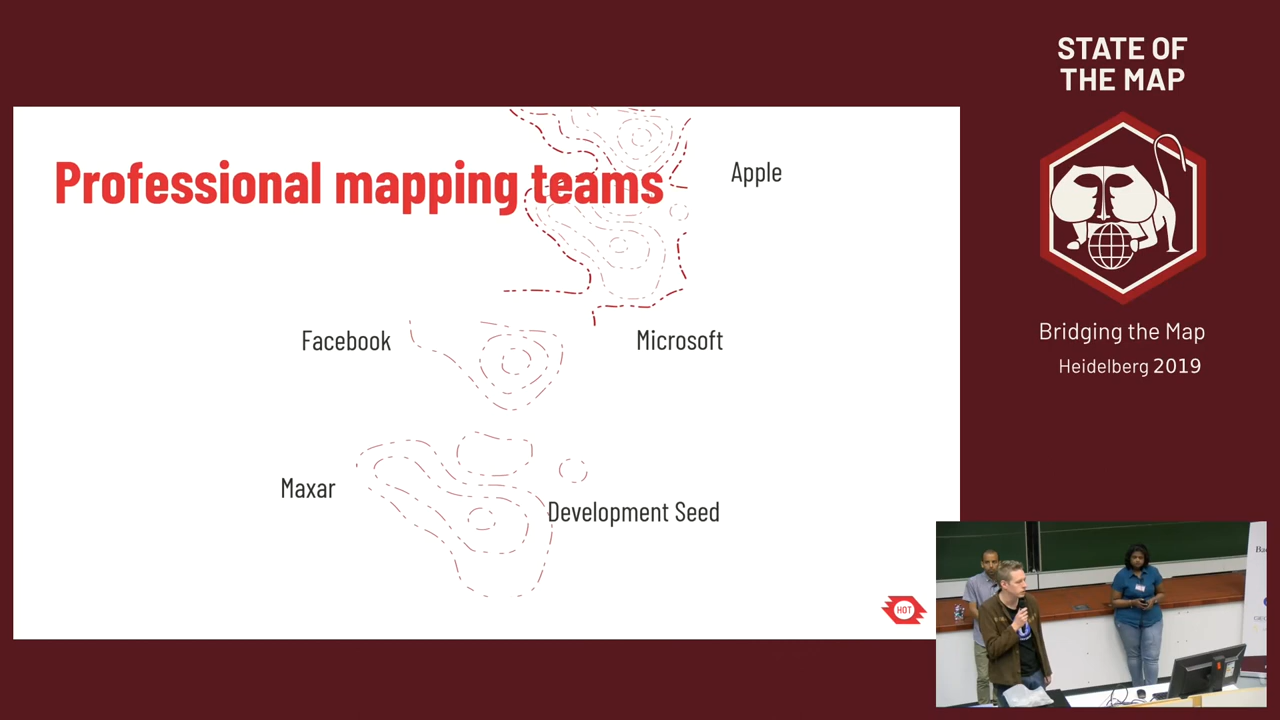 STATE OF
THE MAP
Professional mapping teams
Apple
Facebook
Microsoft
Maxar
Development Seed
HOT
Bridging the Map
Heidelberg 2019